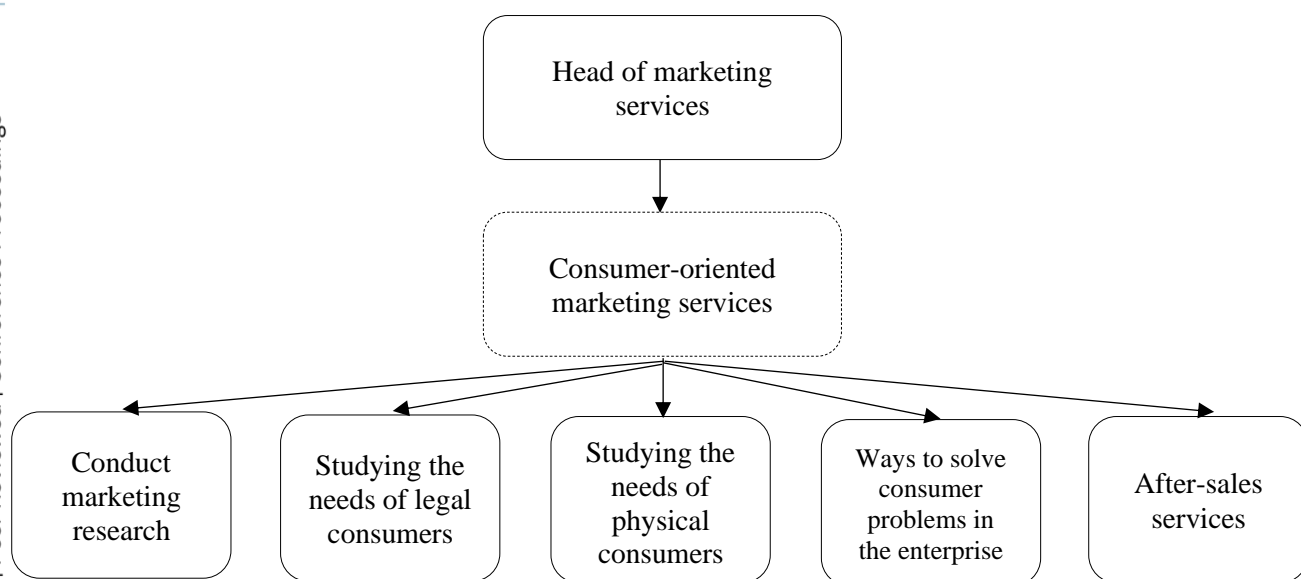 Head of marketing
services
Consumer-oriented
marketing services
Conduct
marketing
research
Studying the
needs of legal
consumers
Studying the
needs of
physical
consumers
Ways to solve
consumer
problems in
the enterprise
After-sales
services